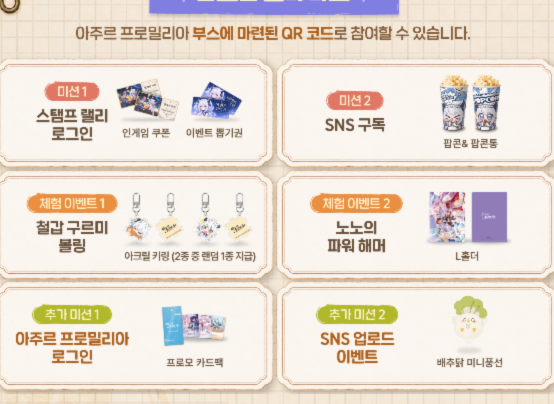 아주르 프로밀리아 부스에 마련된 QR 코드로 참여할 수 있습니다.
미션 1
스탬프 랠리
로그인
인게임 쿠폰
이벤트 뽑기권
미션 2
SNS 구독
팝콘& 팝콘통
체험 이벤트 1
철갑 구르미
볼링
아크릴 키링 (2종 중 랜덤 1종 지급)
체험 이벤트 2
노노의
파워 해머
L홀더
추가 미션 1
아주르 프로밀리아
로그인
프로모 카드팩
추가 미션 2
SNS 업로드
이벤트
배추닭 미니풍선